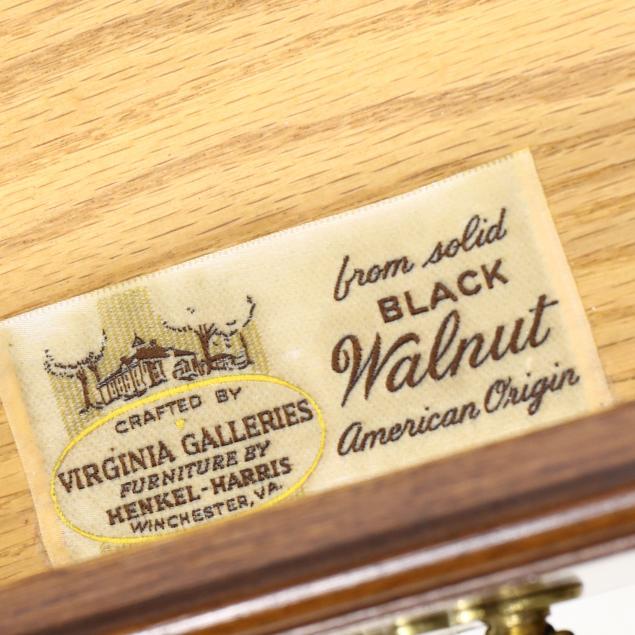 CRAFTED BY
VIRGINIA GALLERIES
FURNITURE BY
HENKEL-HARRIS
WINCHESTER, VA.
from solid
BLACK
Walnut
American Origin